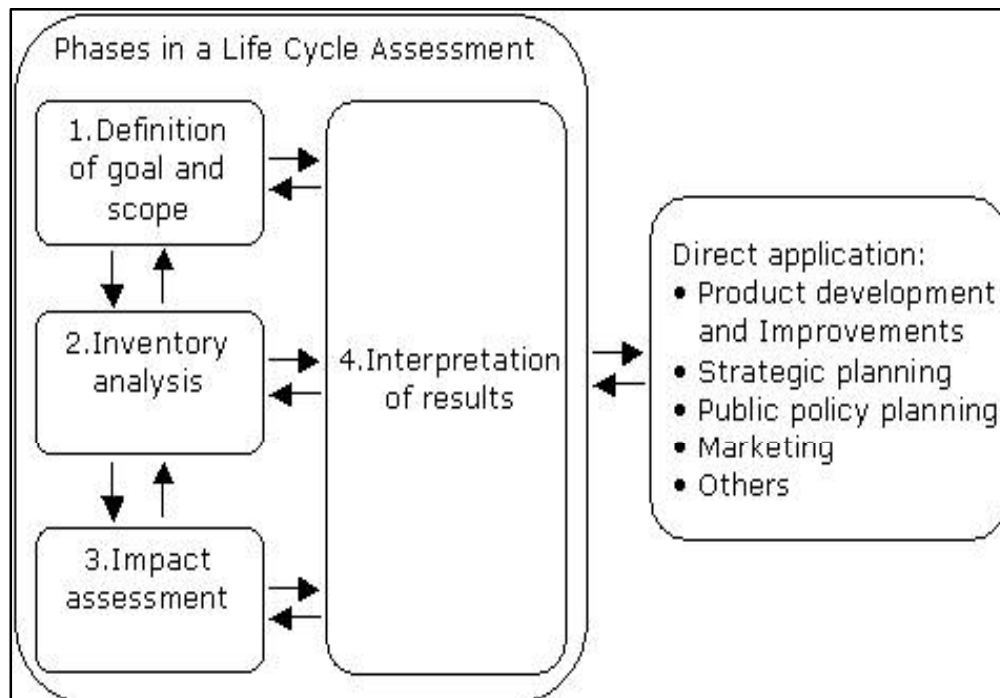 Phases in a Life Cycle Assessment
1.Definition
of goal and
scope
2.Inventory
analysis
3.Impact
assessment
4.Interpretation
of results
Direct application:
• Product development
and Improvements
• Strategic planning
• Public policy planning
• Marketing
• Others